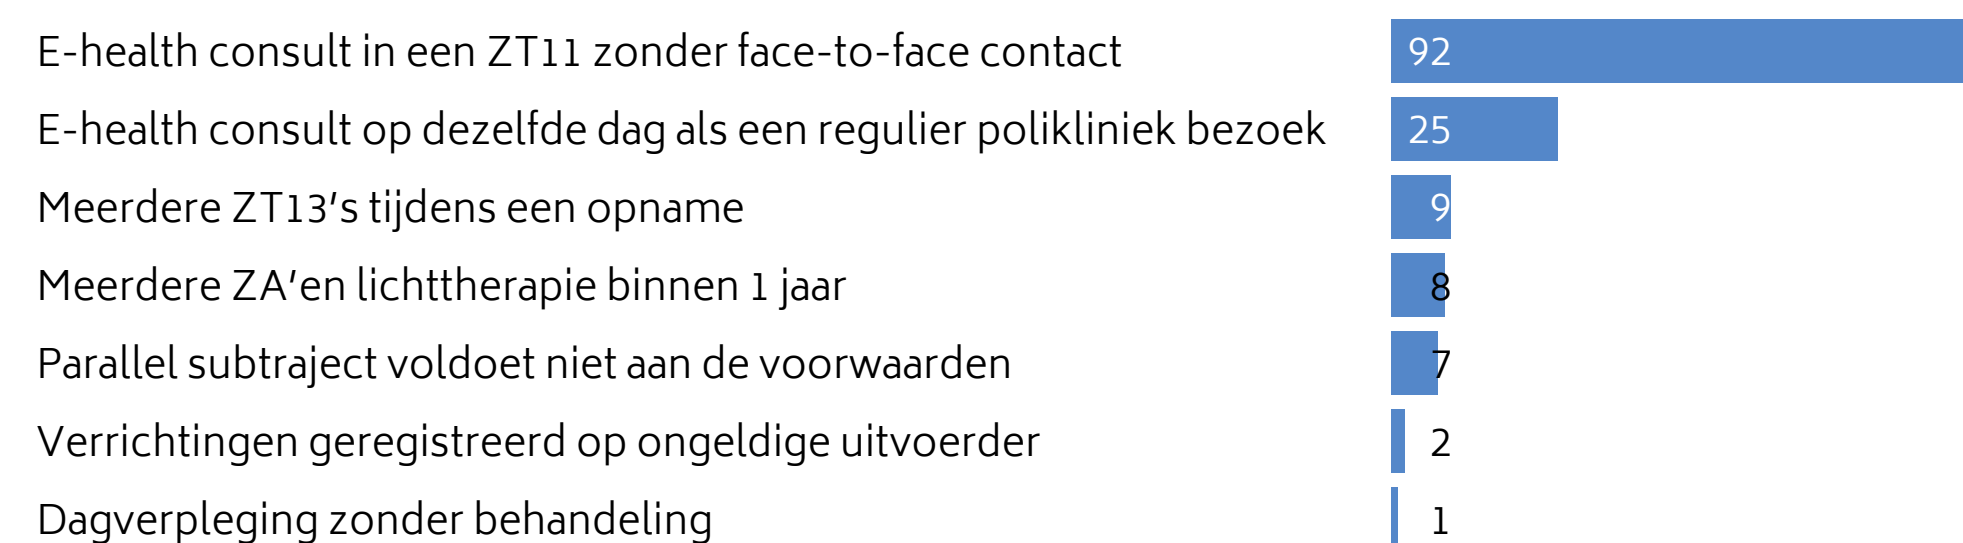 E-health consult in een ZT11 zonder face-to-face contact 92
E-health consult op dezelfde dag als een regulier polikliniek bezoek 25
Meerdere ZT13's tijdens een opname 9
Meerdere ZA'en lichttherapie binnen 1 jaar 8
Parallel subtraject voldoet niet aan de voorwaarden 7
Verrichtingen geregistreerd op ongeldige uitvoerder 2
Dagverpleging zonder behandeling 1